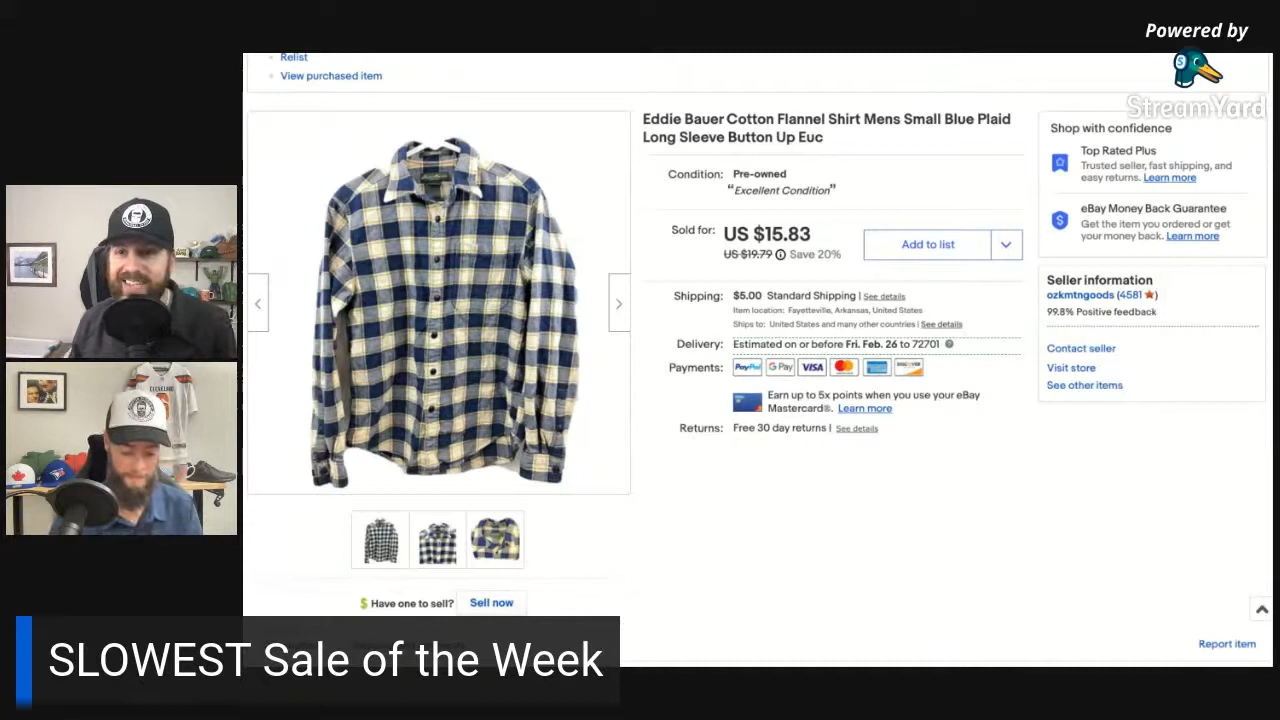 Powered by
StreamYard
Relist
View purchased item
Eddie Bauer Cotton Flannel Shirt Mens Small Blue Plaid
Long Sleeve Button Up Euc
Condition: Pre-owned
“Excellent Condition”
Sold for: US $15.83
US $19.79 Save 20%
Add to list
Shipping: $5.00 Standard Shipping | See details
Item location: Fayetteville, Arkansas, United States
Ships to: United States and many other countries | See details
Delivery: Estimated on or before Fri. Feb. 26 to 72701
Payments: PayPal G Pay VISA DISCOVER
Earn up to 5x points when you use your eBay
Mastercard®. Learn more
Returns: Free 30 day returns | See details
Shop with confidence
Top Rated Plus
Trusted seller, fast shipping, and
easy returns. Learn more
eBay Money Back Guarantee
Get the item you ordered or get
your money back. Learn more
Seller information
ozkmtngoods (4581 )
99.8% Positive feedback
Contact seller
Visit store
See other items
CLEVELAND
$ Have one to sell? Sell now
Report item
SLOWEST Sale of the Week